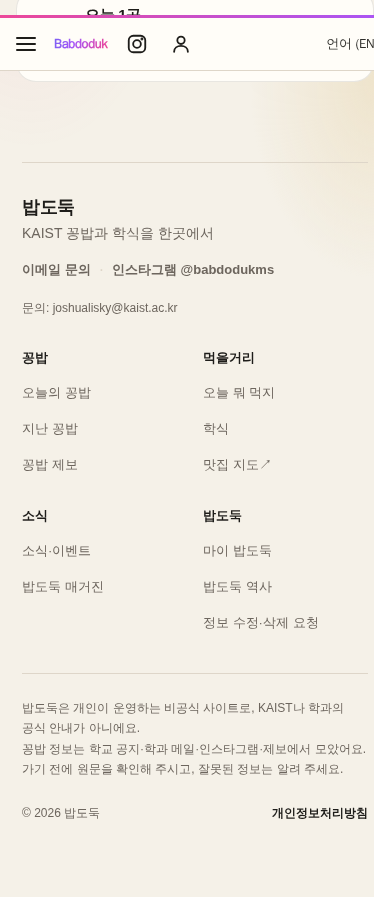 오늘 1곳
Babdoduk
언어 (EN
밥도둑
KAIST 꽁밥과 학식을 한곳에서
이메일 문의 · 인스타그램 @babdodukms
문의: joshualisky@kaist.ac.kr
꽁밥
오늘의 꽁밥
지난 꽁밥
꽁밥 제보
먹을거리
오늘 뭐 먹지
학식
맛집 지도↗
소식
소식·이벤트
밥도둑 매거진
밥도둑
마이 밥도둑
밥도둑 역사
정보 수정·삭제 요청
밥도둑은 개인이 운영하는 비공식 사이트로, KAIST나 학과의
공식 안내가 아니에요.
꽁밥 정보는 학교 공지·학과 메일·인스타그램·제보에서 모았어요.
가기 전에 원문을 확인해 주시고, 잘못된 정보는 알려 주세요.
© 2026 밥도둑
개인정보처리방침